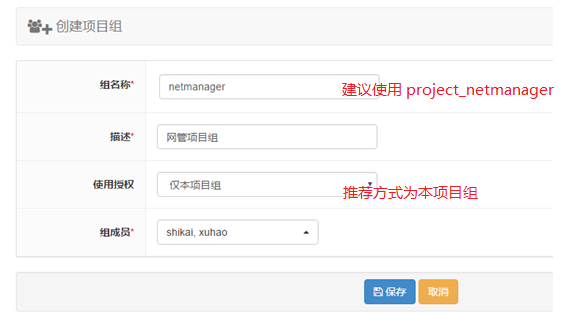 创建项目组
组名称* netmanager 建议使用 project_netmanager
描述* 网管项目组
使用授权 仅本项目组 推荐方式为本项目组
组成员* shikai, xuhao
保存 取消